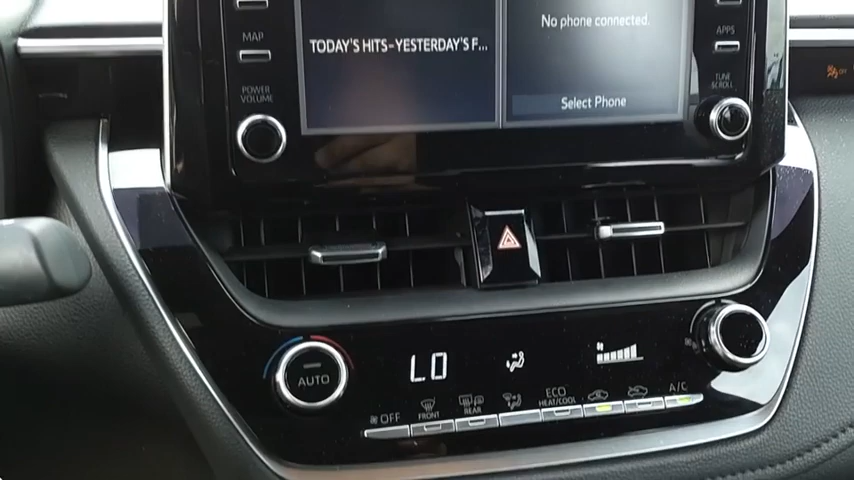 MAP
APPS
No phone connected.
TODAY'S HITS-YESTERDAY'S F...
POWER
VOLUME
TUNE
SCROLL
Select Phone
OFF
AUTO
LO
OFF
FRONT
REAR
ECO
HEAT/COOL
A/C